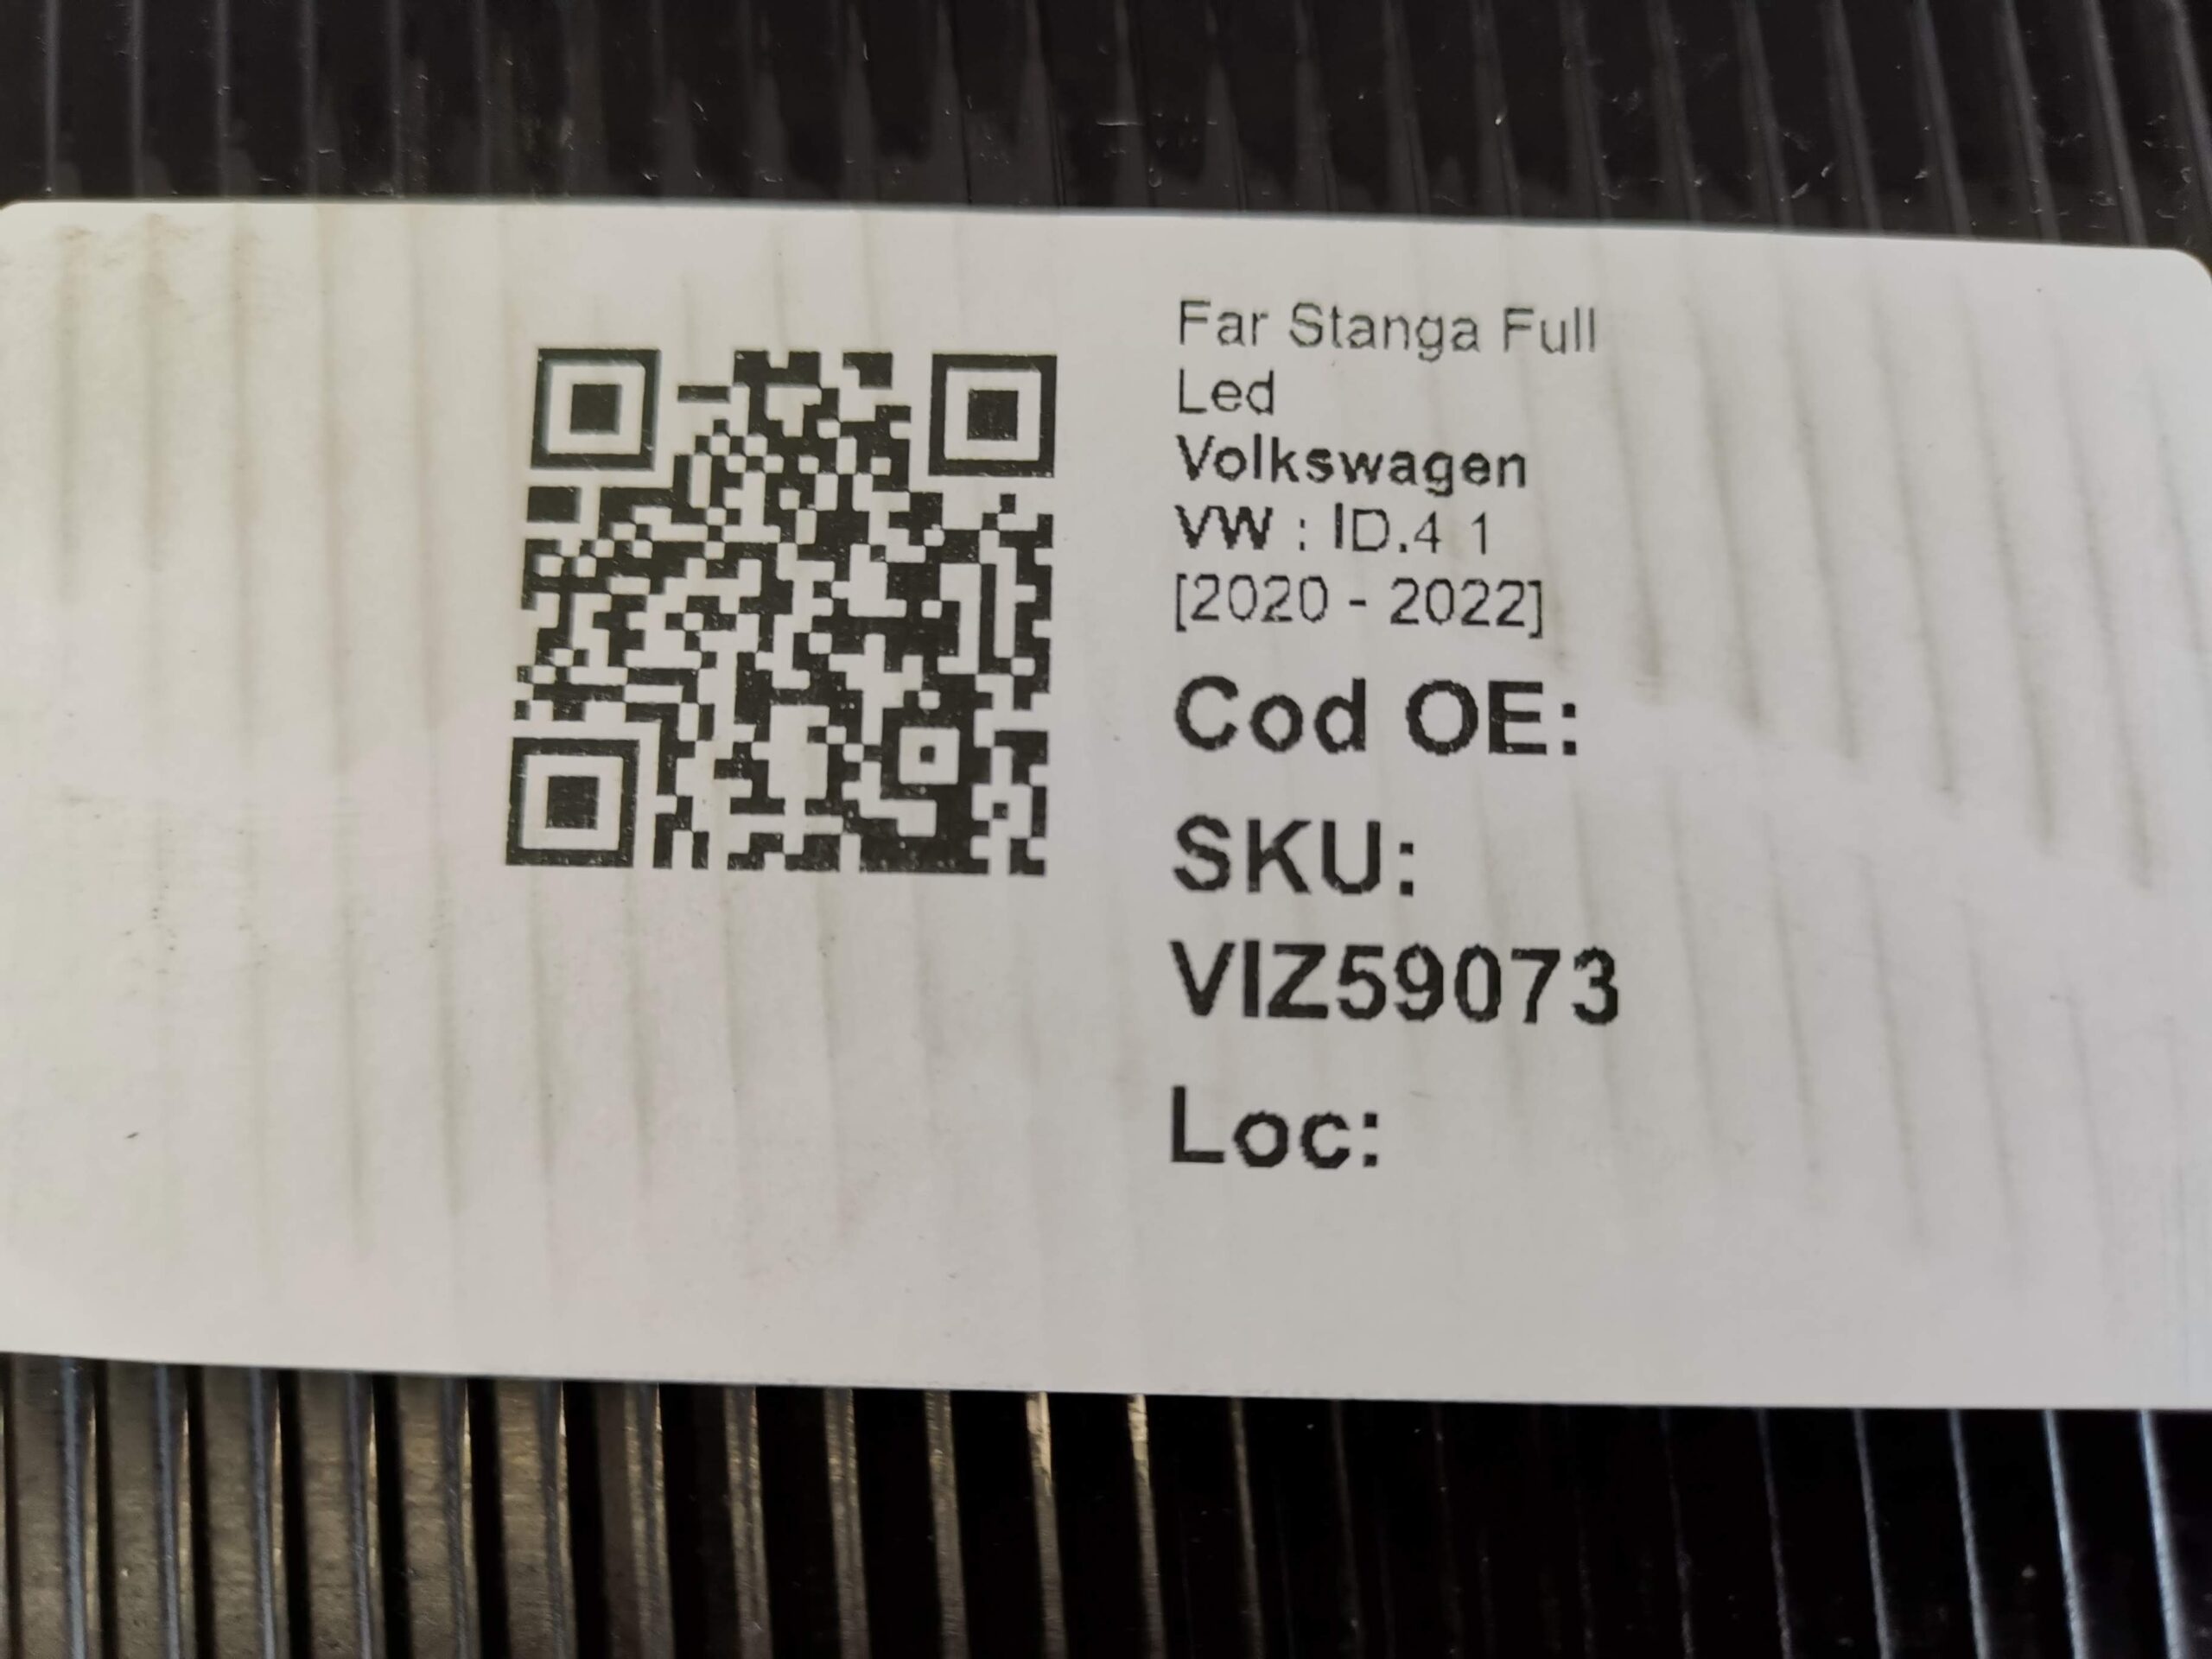 Far Stanga Full
Led
Volkswagen
VW : ID.4 1
[2020 - 2022]
Cod OE:
SKU:
VIZ59073
Loc: